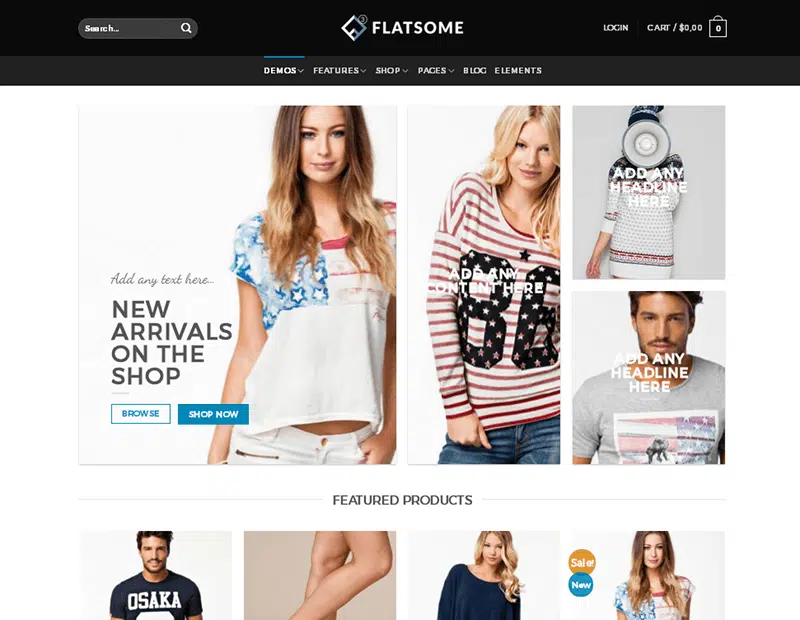 Search...
3
FLATSOME
LOGIN
CART / $0,00
0
DEMOS
FEATURES
SHOP
PAGES
BLOG
ELEMENTS
Add any text here...
NEW
ARRIVALS
ON THE
SHOP
BROWSE
SHOP NOW
ADD ANY
CONTENT HERE
ADD ANY
HEADLINE
HERE
ADD ANY
HEADLINE
HERE
FEATURED PRODUCTS
OSAKA
Sale!
New